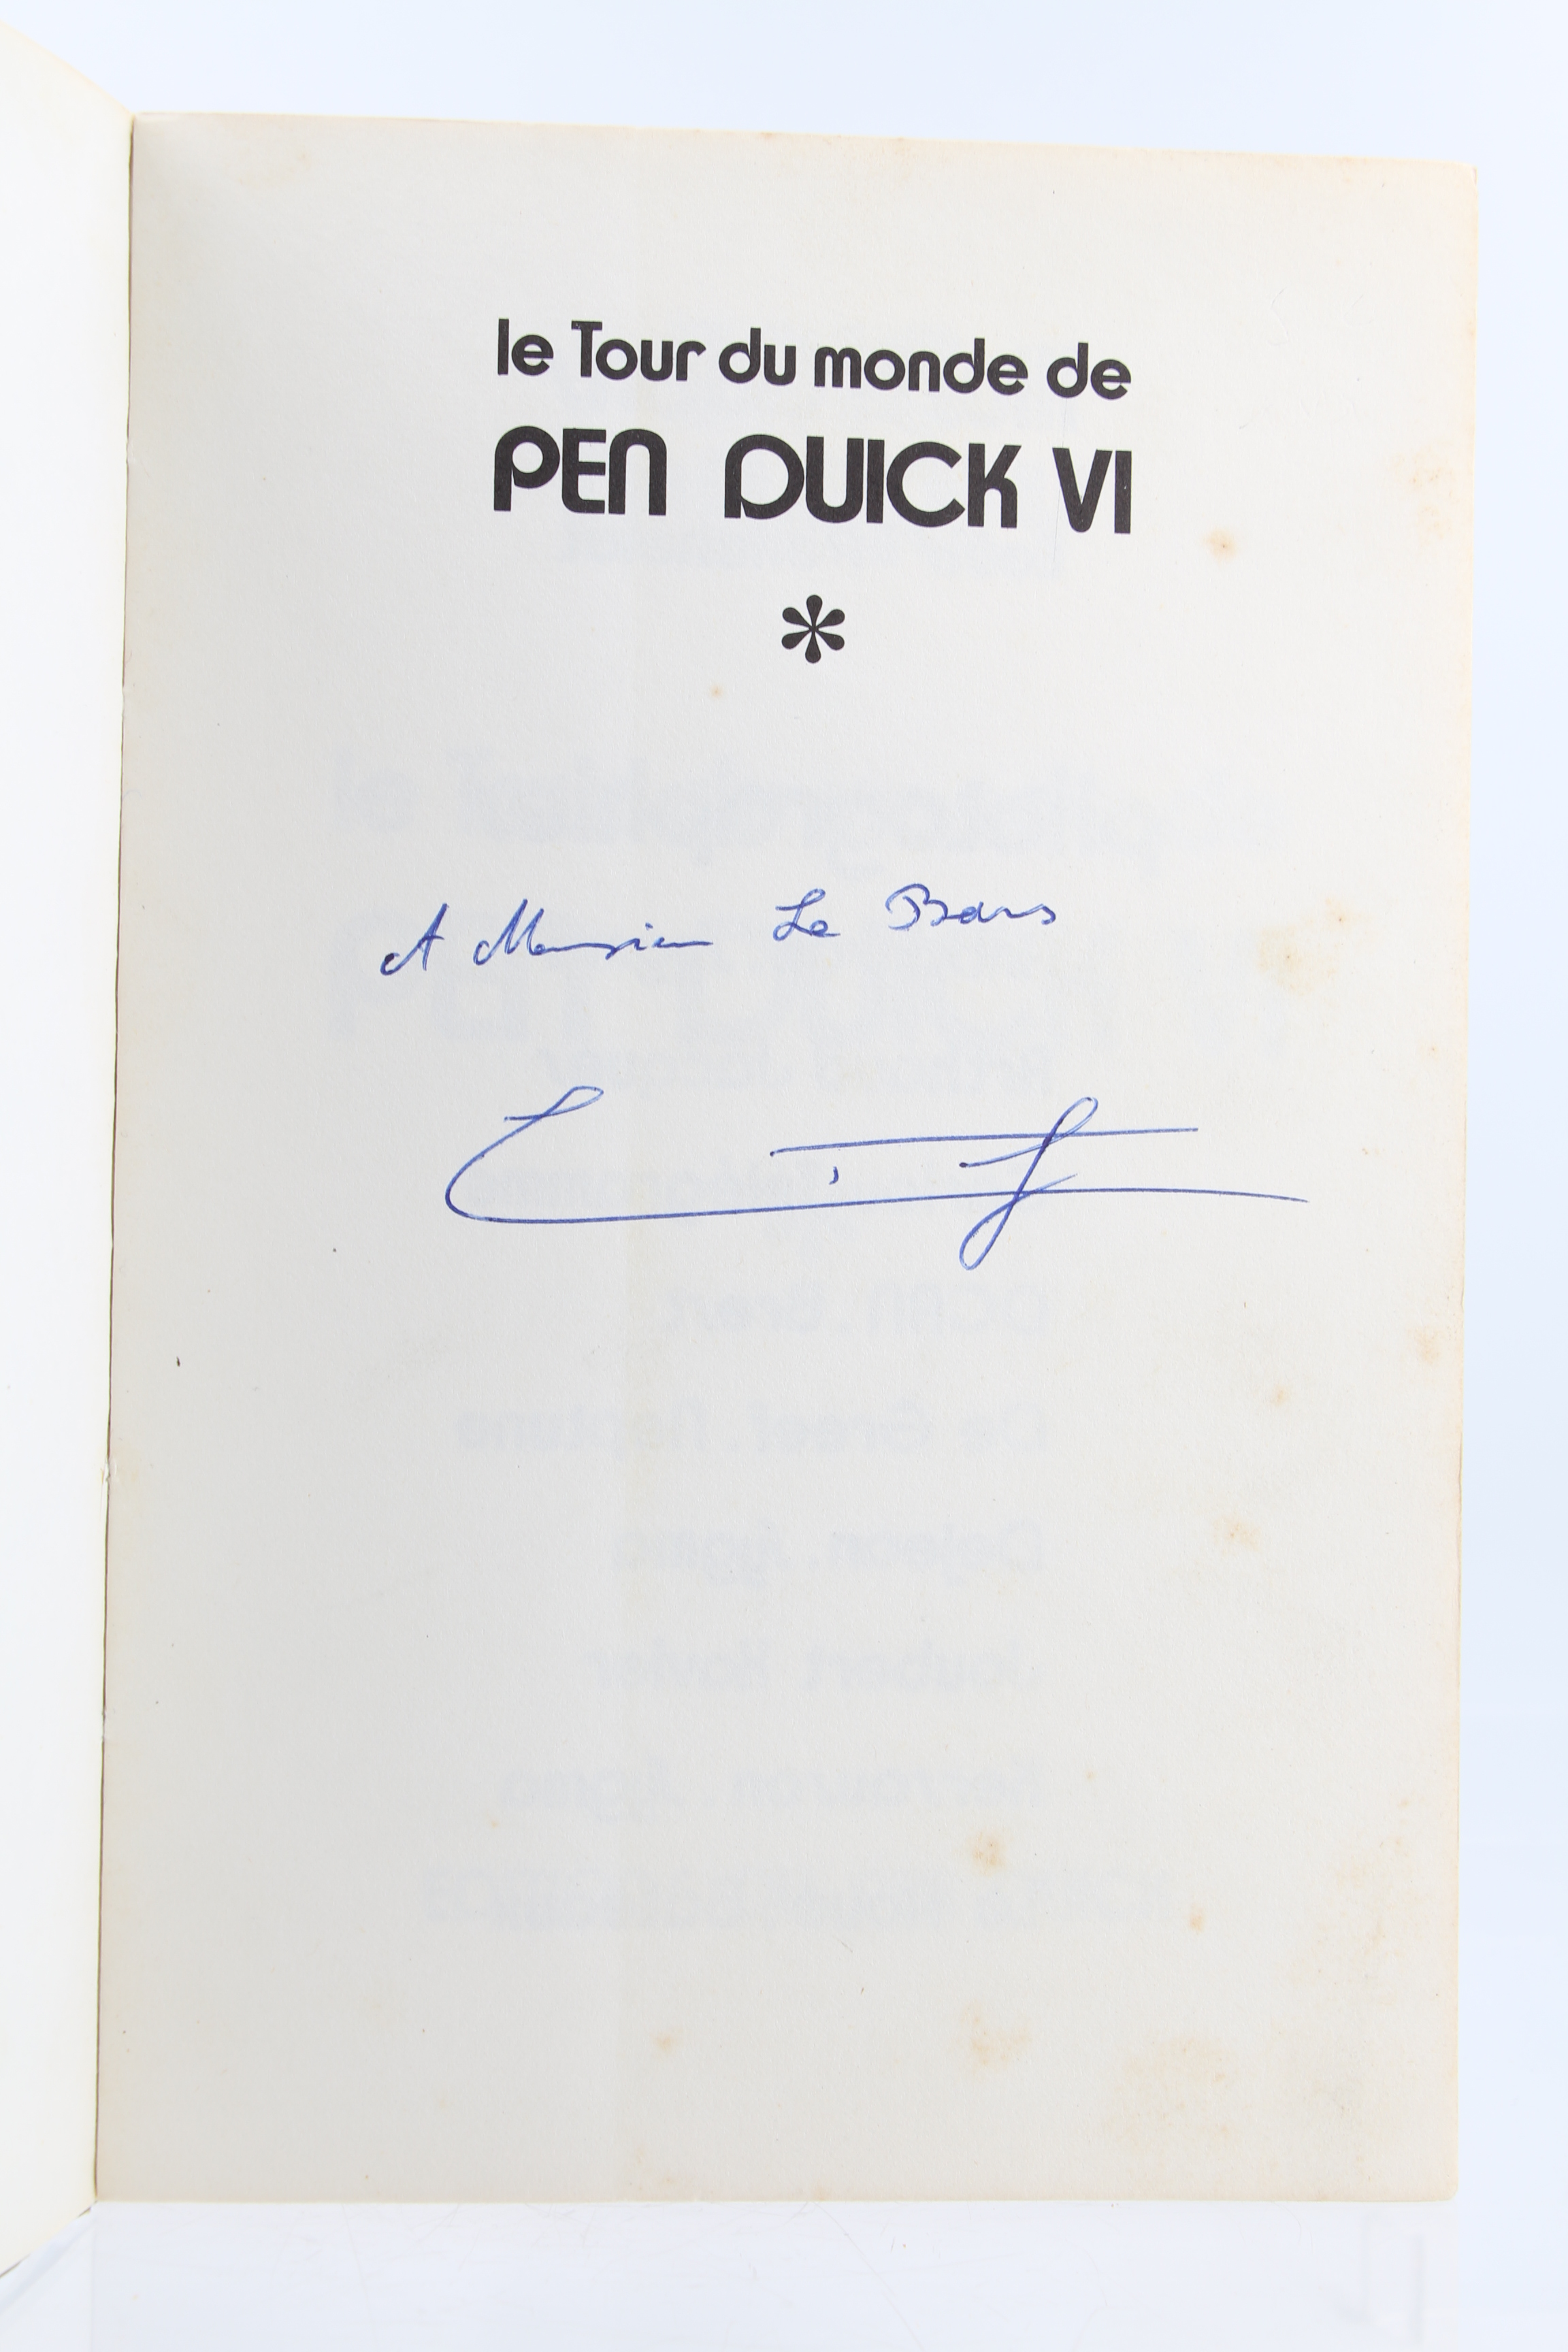 le Tour du monde de
PEN DUICK VI
*
A Monsieur Le Bars